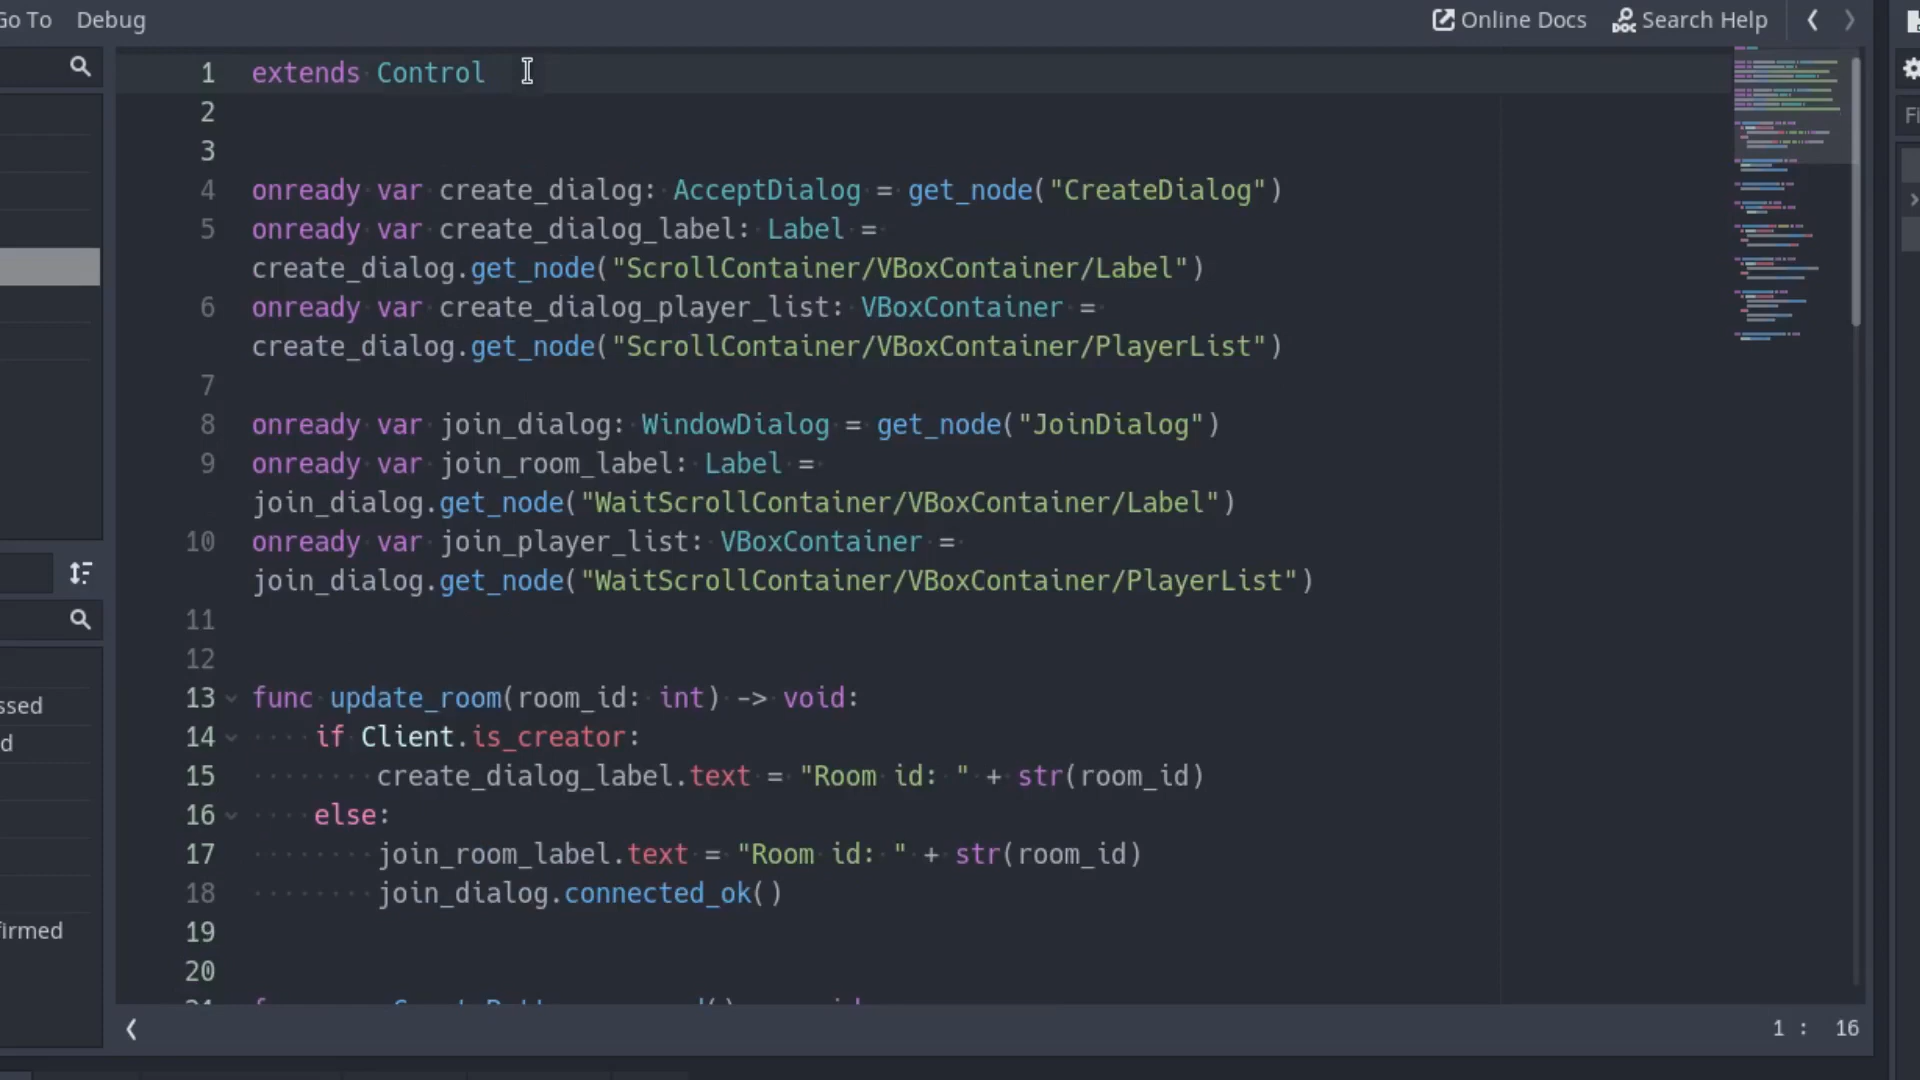 Go To Debug Online Docs Search Help
1 extends Control
2
3
4 onready var create_dialog: AcceptDialog = get_node("CreateDialog")
5 onready var create_dialog_label: Label =
create_dialog.get_node("ScrollContainer/VBoxContainer/Label")
6 onready var create_dialog_player_list: VBoxContainer =
create_dialog.get_node("ScrollContainer/VBoxContainer/PlayerList")
7
8 onready var join_dialog: WindowDialog = get_node("JoinDialog")
9 onready var join_room_label: Label =
join_dialog.get_node("WaitScrollContainer/VBoxContainer/Label")
10 onready var join_player_list: VBoxContainer =
join_dialog.get_node("WaitScrollContainer/VBoxContainer/PlayerList")
11
12
13 func update_room(room_id: int) -> void:
14 if Client.is_creator:
15 create_dialog_label.text = "Room id: " + str(room_id)
16 else:
17 join_room_label.text = "Room id: " + str(room_id)
18 join_dialog.connected_ok()
19
20
ssed
d
firmed
Fi
1 : 16